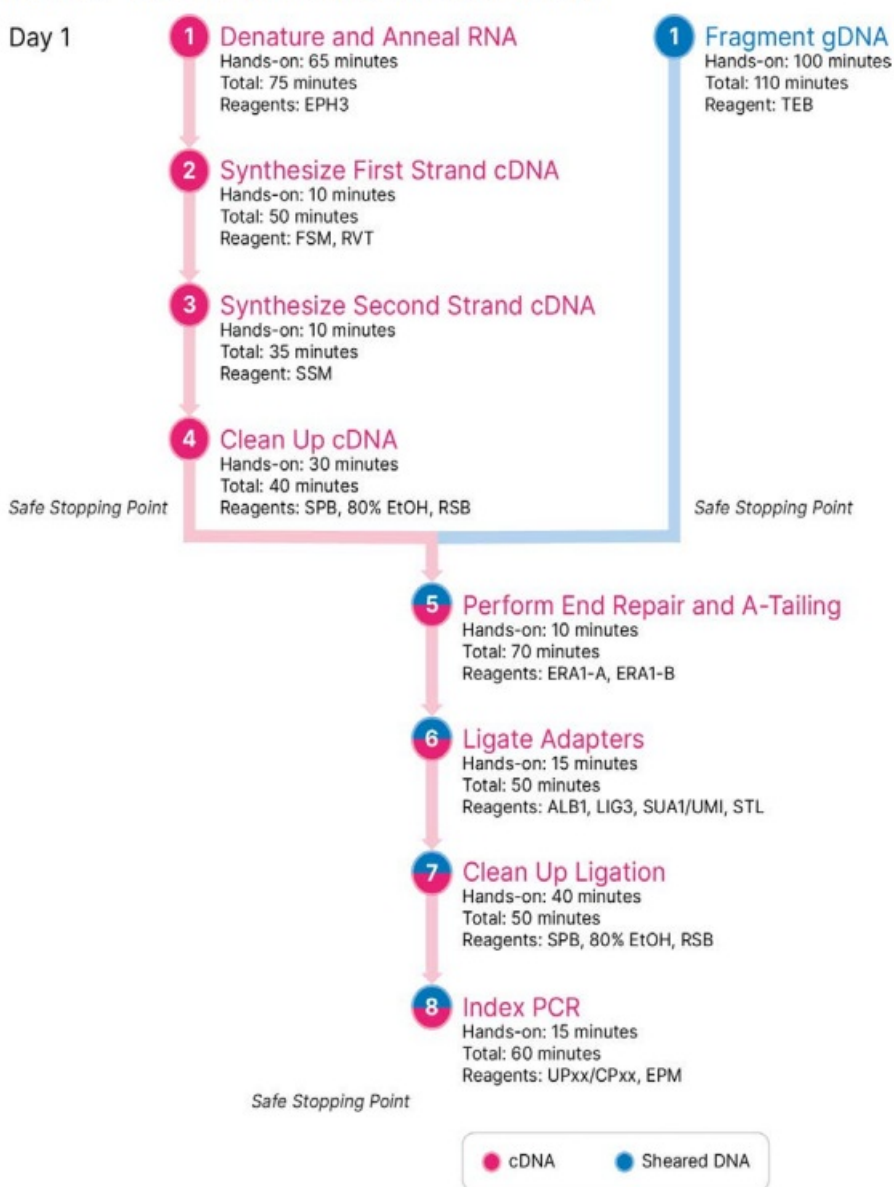 Day 1
1
Denature and Anneal RNA
Hands-on: 65 minutes
Total: 75 minutes
Reagents: EPH3
1
Fragment gDNA
Hands-on: 100 minutes
Total: 110 minutes
Reagent: TEB
2
Synthesize First Strand cDNA
Hands-on: 10 minutes
Total: 50 minutes
Reagent: FSM, RVT
3
Synthesize Second Strand cDNA
Hands-on: 10 minutes
Total: 35 minutes
Reagent: SSM
4
Clean Up cDNA
Hands-on: 30 minutes
Total: 40 minutes
Reagents: SPB, 80% EtOH, RSB
Safe Stopping Point
Safe Stopping Point
5
Perform End Repair and A-Tailing
Hands-on: 10 minutes
Total: 70 minutes
Reagents: ERA1-A, ERA1-B
6
Ligate Adapters
Hands-on: 15 minutes
Total: 50 minutes
Reagents: ALB1, LIG3, SUA1/UMI, STL
7
Clean Up Ligation
Hands-on: 40 minutes
Total: 50 minutes
Reagents: SPB, 80% EtOH, RSB
8
Index PCR
Hands-on: 15 minutes
Total: 60 minutes
Reagents: UPxx/CPxx, EPM
Safe Stopping Point
cDNA
Sheared DNA